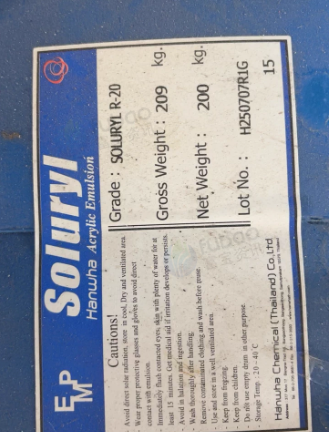 EMP
Soluryl
Hanwha Acrylic Emulsion
Grade : SOLURYL R-20
Gross Weight : 209 kg.
Net Weight : 200 kg.
Lot No. : H250707R1G
15
Cautions!
Avoid direct solar radiation, store in cool, Dry and ventilated area.
- Wear proper protective glasses and gloves to avoid direct
contact with emulsion.
- Immediately flush contacted eyes, skin with plenty of water for at
least 15 minutes. Get medical aid if irritation develops or persists.
- Avoid inhalation and ingestion.
- Wash thoroughly after handling.
Remove contaminated clothing and wash before reuse.
- Use and store in a well ventilated area.
- Keep from freezing.
- Keep from children.
- Do not use empty drum in other purpose.
Storage Temp. : 20 - 40 C
Hanwha Chemical (Thailand) Co.,Ltd